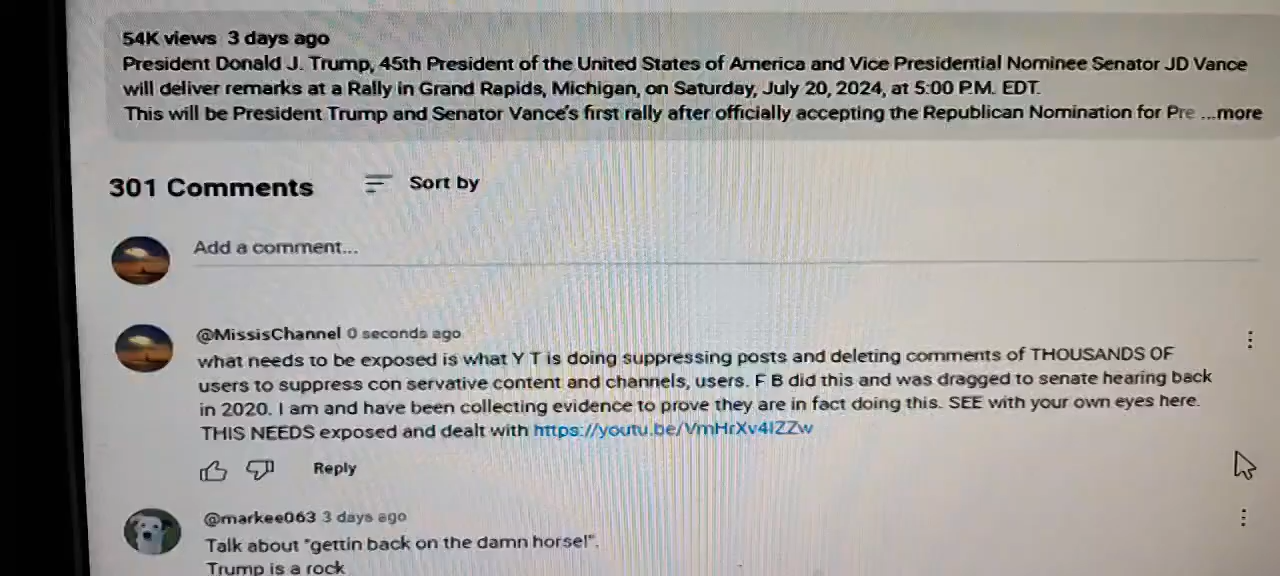 54K views 3 days ago
President Donald J. Trump, 45th President of the United States of America and Vice Presidential Nominee Senator JD Vance
will deliver remarks at a Rally in Grand Rapids, Michigan, on Saturday, July 20, 2024, at 5:00 P.M. EDT.
This will be President Trump and Senator Vance's first rally after officially accepting the Republican Nomination for Pre ...more
301 Comments
Sort by
Add a comment...
@MissisChannel 0 seconds ago
what needs to be exposed is what Y T is doing suppressing posts and deleting comments of THOUSANDS OF
users to suppress con servative content and channels, users. F B did this and was dragged to senate hearing back
in 2020. I am and have been collecting evidence to prove they are in fact doing this. SEE with your own eyes here.
THIS NEEDS exposed and dealt with https://youtu.be/VmHrXv4IZZw
Reply
@markee063 3 days ago
Talk about "gettin back on the damn horse!".
Trump is a rock